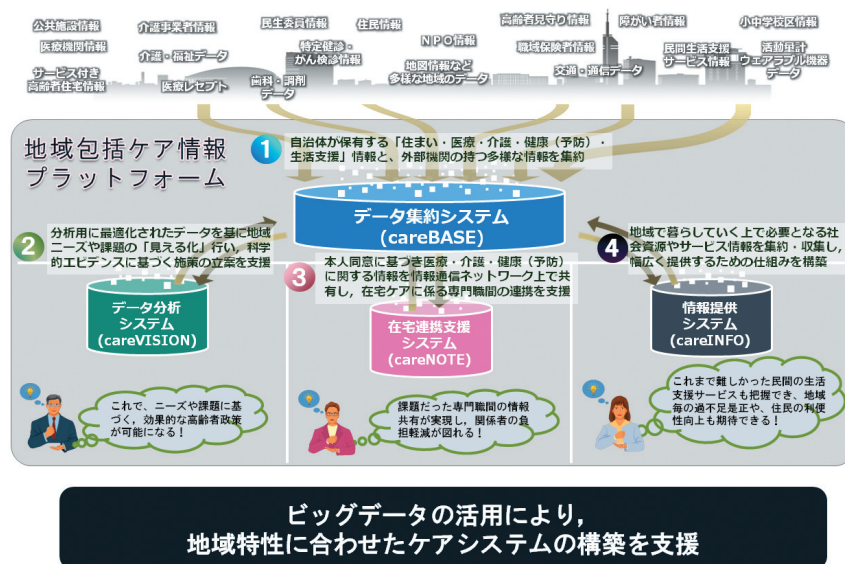 公共施設情報
介護事業者情報
民生委員情報
住民情報
高齢者見守り情報
障がい者情報
小中学校区情報
医療機関情報
介護・福祉データ
特定健診・
がん検診情報
NPO情報
職域保険者情報
民間生活支援
サービス情報
活動量計
ウェアラブル機器
データ
サービス付き
高齢者住宅情報
医療レセプト
歯科・調剤
データ
地図情報など
多様な地域のデータ
交通・通信データ
地域包括ケア情報
プラットフォーム
1
自治体が保有する「住まい・医療・介護・健康（予防）・
生活支援」情報と、外部機関の持つ多様な情報を集約
データ集約システム
(careBASE)
2
分析用に最適化されたデータを基に地域
ニーズや課題の「見える化」行い，科学
的エビデンスに基づく施策の立案を支援
データ分析
システム
(careVISION)
3
本人同意に基づき医療・介護・健康（予防）
に関する情報を情報通信ネットワーク上で共
有し，在宅ケアに係る専門職間の連携を支援
在宅連携支援
システム
(careNOTE)
4
地域で暮らしていく上で必要となる社
会資源やサービス情報を集約・収集し，
幅広く提供するための仕組みを構築
情報提供
システム
(careINFO)
これで、ニーズや課題に基
づく，効果的な高齢者政策
が可能になる！
課題だった専門職間の情報
共有が実現し，関係者の負
担軽減が図れる！
これまで難しかった民間の生活
支援サービスも把握でき、地域
毎の過不足是正や、住民の利便
性向上も期待できる！
ビッグデータの活用により，
地域特性に合わせたケアシステムの構築を支援